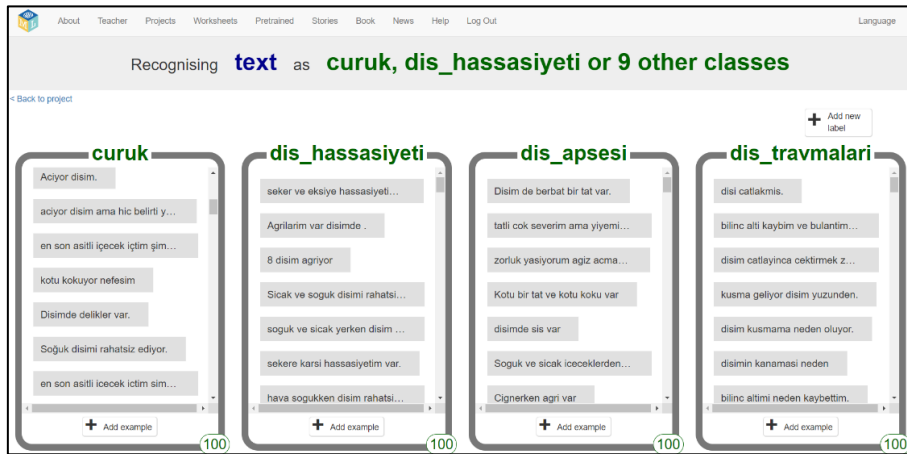 About Teacher Projects Worksheets Pretrained Stories Book News Help Log Out Language
Recognising text as curuk, dis_hassasiyeti or 9 other classes
< Back to project
Add new label
curuk
Aciyor disim.
aciyor disim ama hic belirti y...
en son asitli içecek içtim şim...
kotu kokuyor nefesim
Disimde delikler var.
Soğuk disimi rahatsiz ediyor.
en son asitli icecek ictim sim...
Add example
100
dis_hassasiyeti
seker ve eksiye hassasiyeti...
Agrilarim var disimde .
8 disim agriyor
Sicak ve soguk disimi rahatsi...
soguk ve sicak yerken disim ...
sekere karsi hassasiyetim var.
hava sogukken disim rahatsi...
Add example
100
dis_apsesi
Disim de berbat bir tat var.
tatli cok severim ama yiyemi...
zorluk yasiyorum agiz acma...
Kotu bir tat ve kotu koku var
disimde sis var
Soguk ve sicak iceceklerden...
Cignerken agri var
Add example
100
dis_travmalari
disi catlakmis.
bilinc alti kaybim ve bulantim...
disim catlayinca cektirmek z...
kusma geliyor disim yuzunden.
disim kusmama neden oluyor.
disimin kanamasi neden
bilinc altimi neden kaybettim.
Add example
100